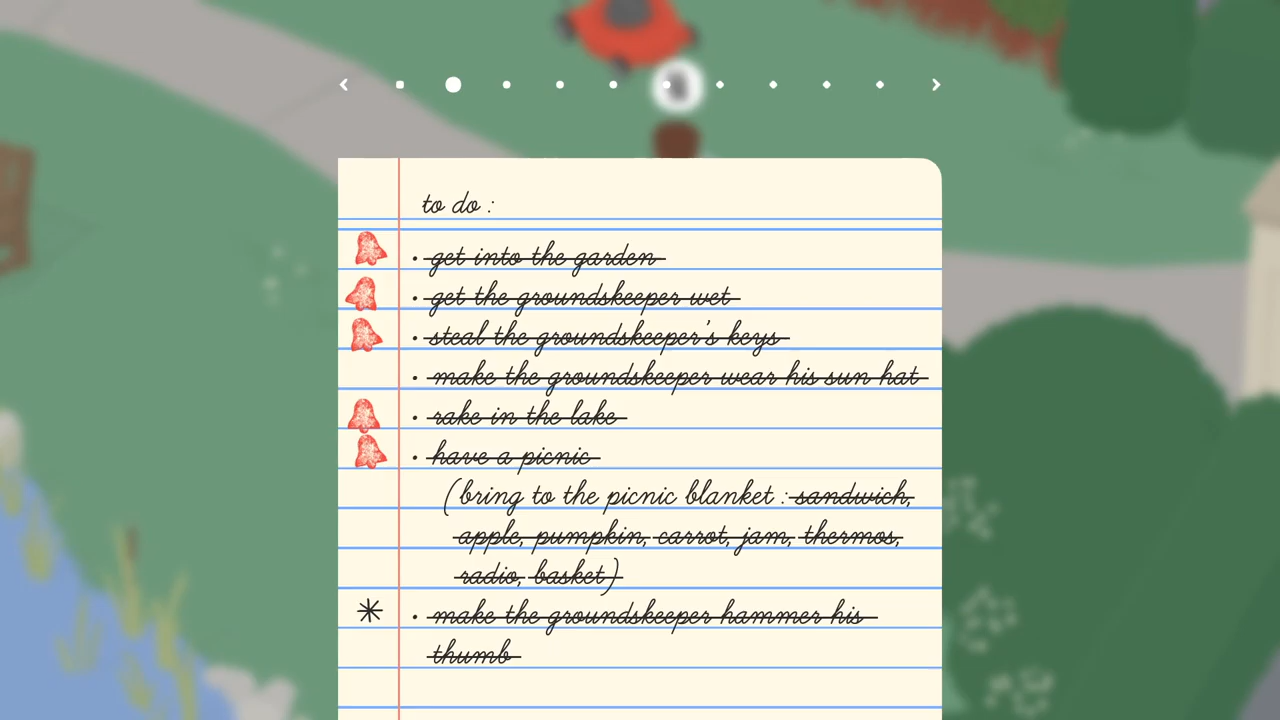 to do :
• get into the garden
• get the groundskeeper wet
• steal the groundskeeper's keys
• make the groundskeeper wear his sun hat
• rake in the lake
• have a picnic
(bring to the picnic blanket : sandwich,
apple, pumpkin, carrot, jam, thermos,
radio, basket)
• make the groundskeeper hammer his
thumb